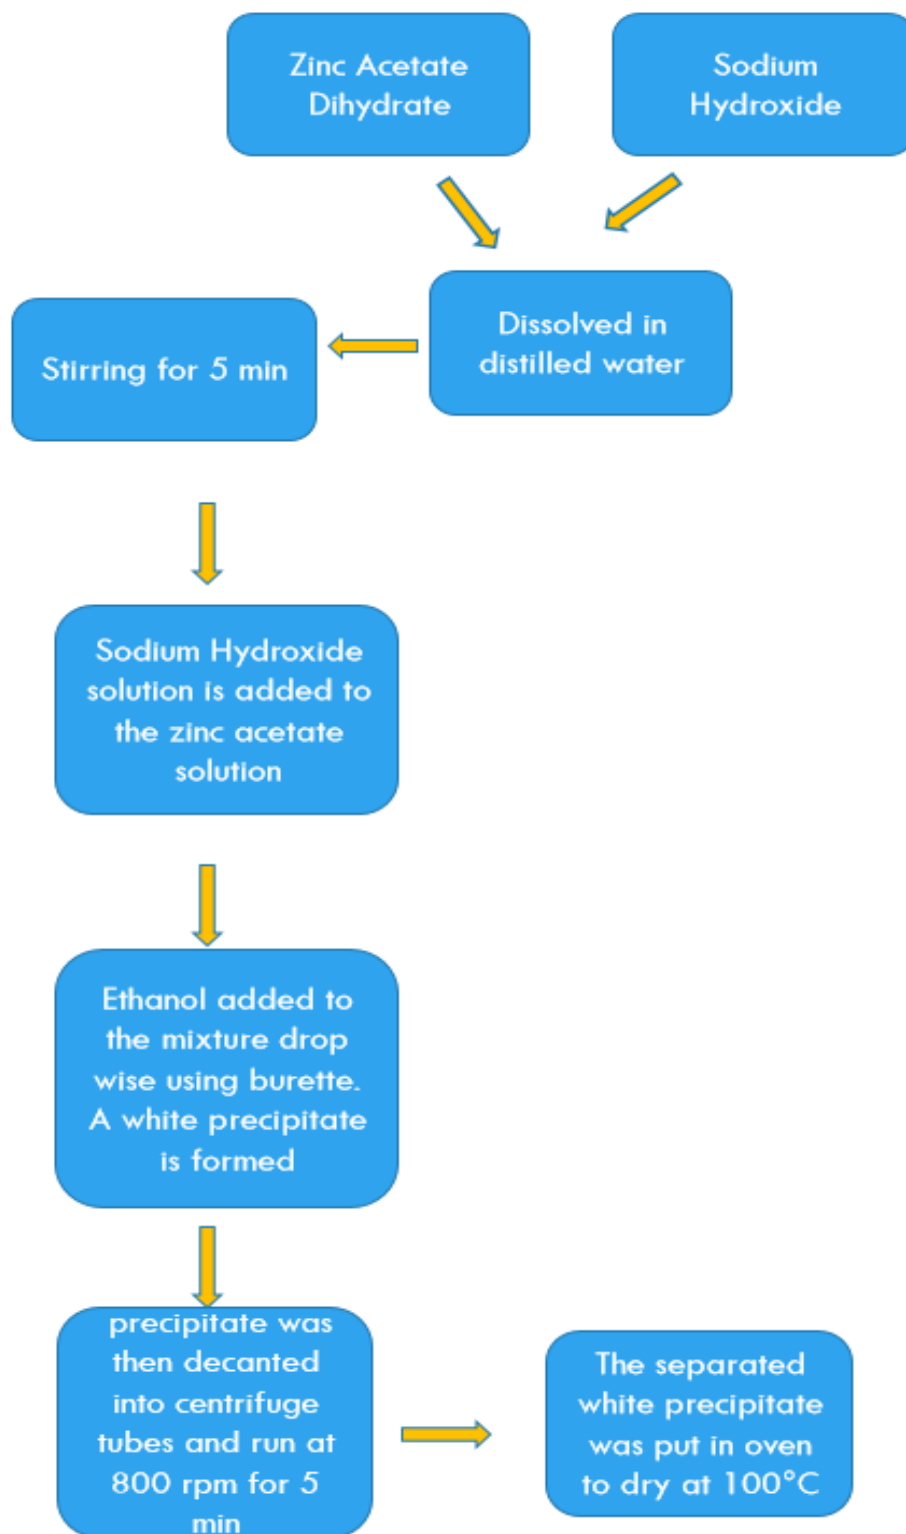 Zinc Acetate
Dihydrate
Sodium
Hydroxide
Dissolved in
distilled water
Stirring for 5 min
Sodium Hydroxide
solution is added to
the zinc acetate
solution
Ethanol added to
the mixture drop
wise using burette.
A white precipitate
is formed
precipitate was
then decanted
into centrifuge
tubes and run at
800 rpm for 5
min
The separated
white precipitate
was put in oven
to dry at 100°C